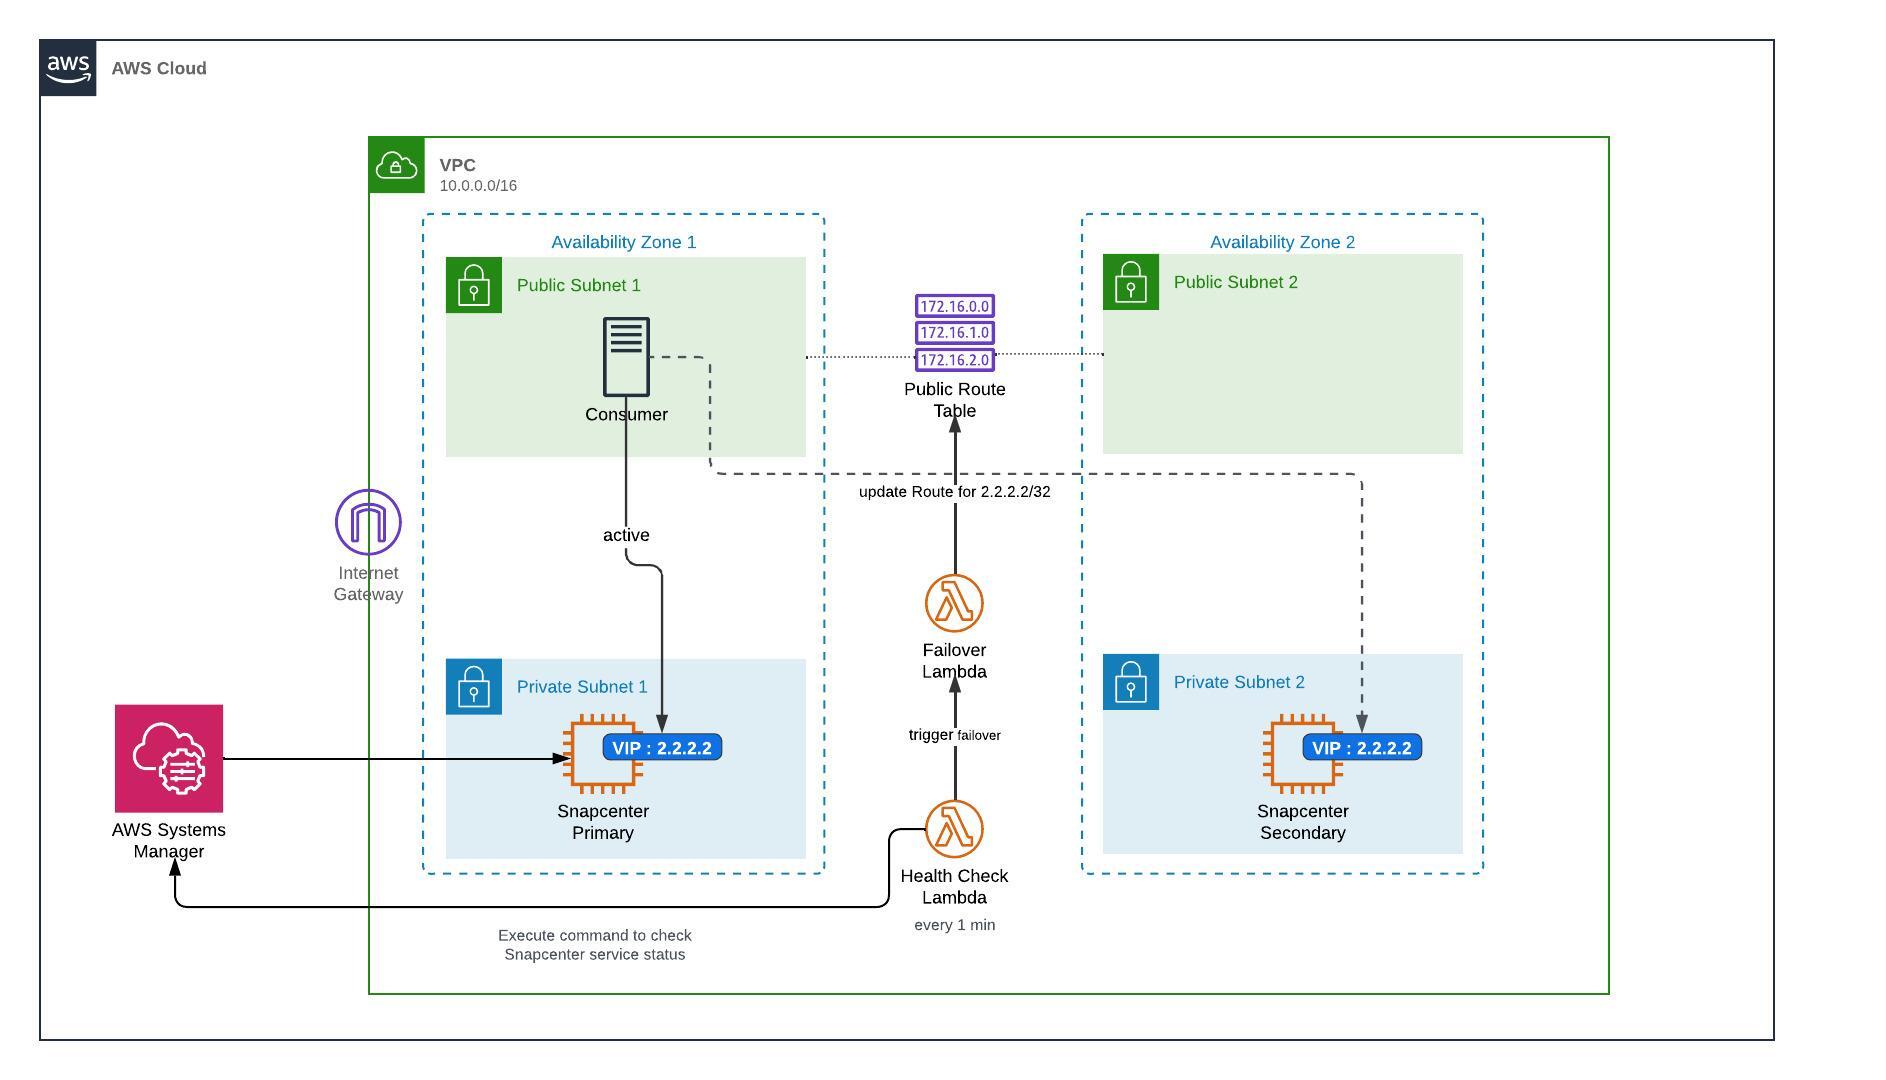 aws
AWS Cloud
VPC
10.0.0.0/16
Availability Zone 1
Public Subnet 1
Consumer
172.16.0.0
172.16.1.0
172.16.2.0
Public Route
Table
Availability Zone 2
Public Subnet 2
update Route for 2.2.2.2/32
active
Internet
Gateway
Failover
Lambda
trigger failover
Private Subnet 1
VIP : 2.2.2.2
Snapcenter
Primary
Private Subnet 2
VIP : 2.2.2.2
Snapcenter
Secondary
AWS Systems
Manager
Health Check
Lambda
every 1 min
Execute command to check
Snapcenter service status